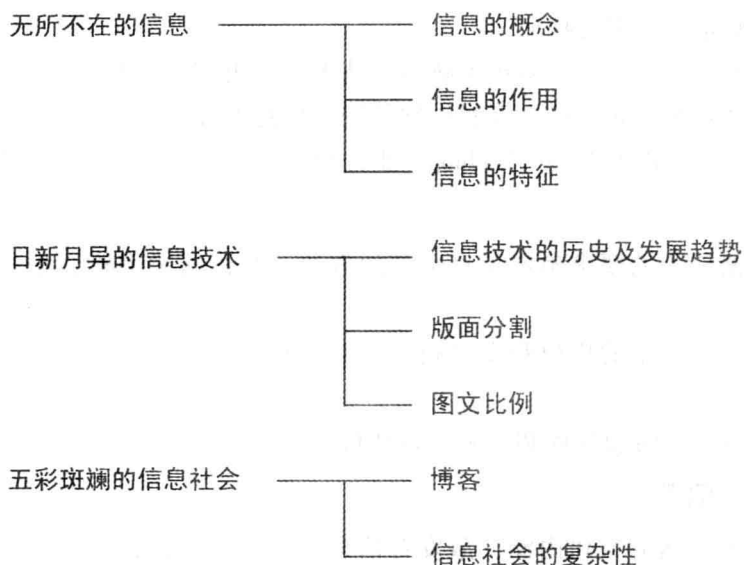 无所不在的信息
信息的概念
信息的作用
信息的特征
日新月异的信息技术
信息技术的历史及发展趋势
版面分割
图文比例
五彩斑斓的信息社会
博客
信息社会的复杂性